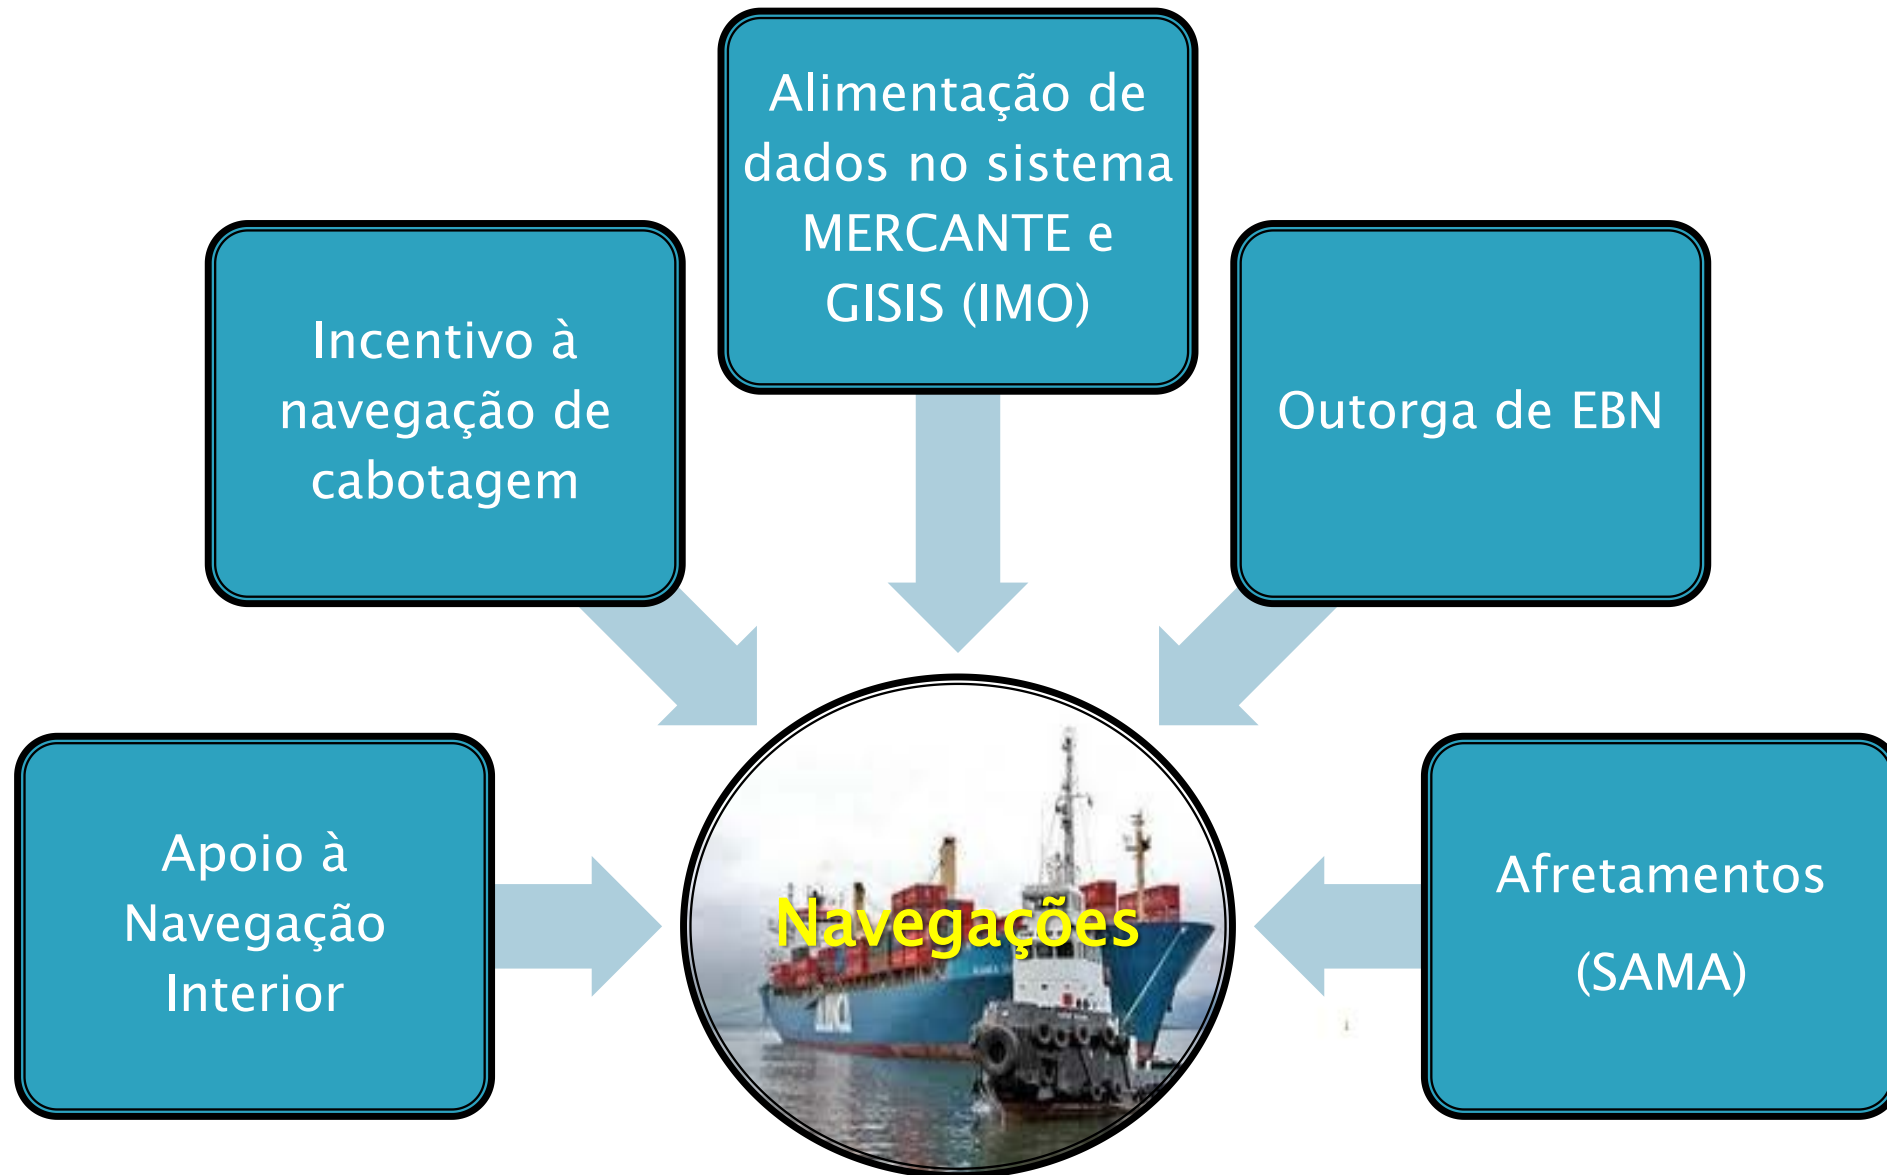 Alimentação de
dados no sistema
MERCANTE e
GISIS (IMO)
Incentivo à
navegação de
cabotagem
Outorga de EBN
Apoio à
Navegação
Interior
Navegações
Afretamentos
(SAMA)